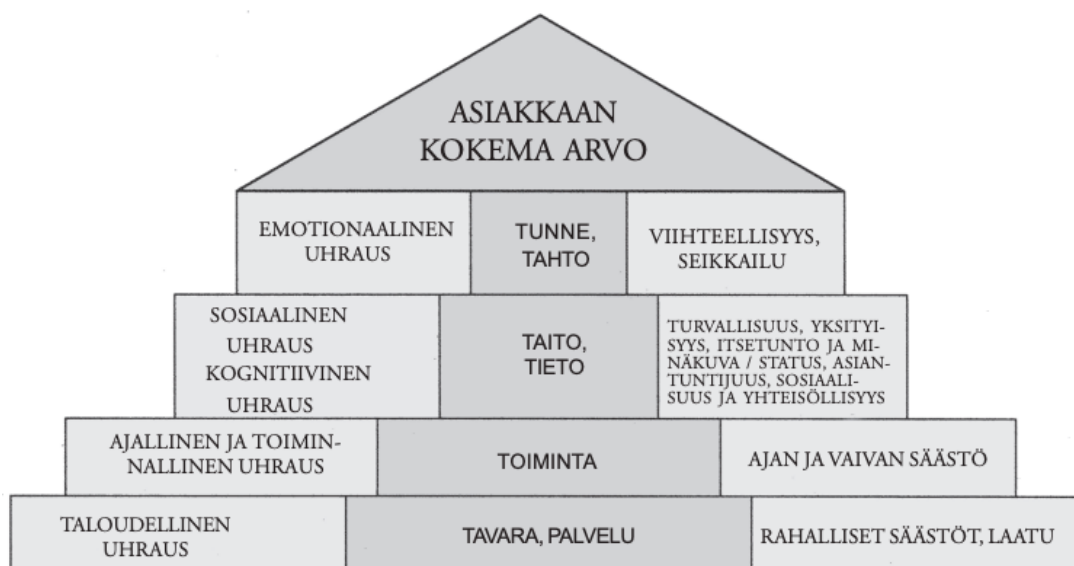 ASIAKKAAN
KOKEMA ARVO
EMOTIONAALINEN
UHRAUS
TUNNE,
TAHTO
VIIHTEELLISYYS,
SEIKKAILU
SOSIAALINEN
UHRAUS
KOGNITIIVINEN
UHRAUS
TAITO,
TIETO
TURVALLISUUS, YKSITYI-
SYYS, ITSETUNTO JA MI-
NÄKUVA / STATUS, ASIAN-
TUNTIJUUS, SOSIAALI-
SUUS JA YHTEISÖLLISYYS
AJALLINEN JA TOIMIN-
NALLINEN UHRAUS
TOIMINTA
AJAN JA VAIVAN SÄÄSTÖ
TALOUDELLINEN
UHRAUS
TAVARA, PALVELU
RAHALLISET SÄÄSTÖT, LAATU